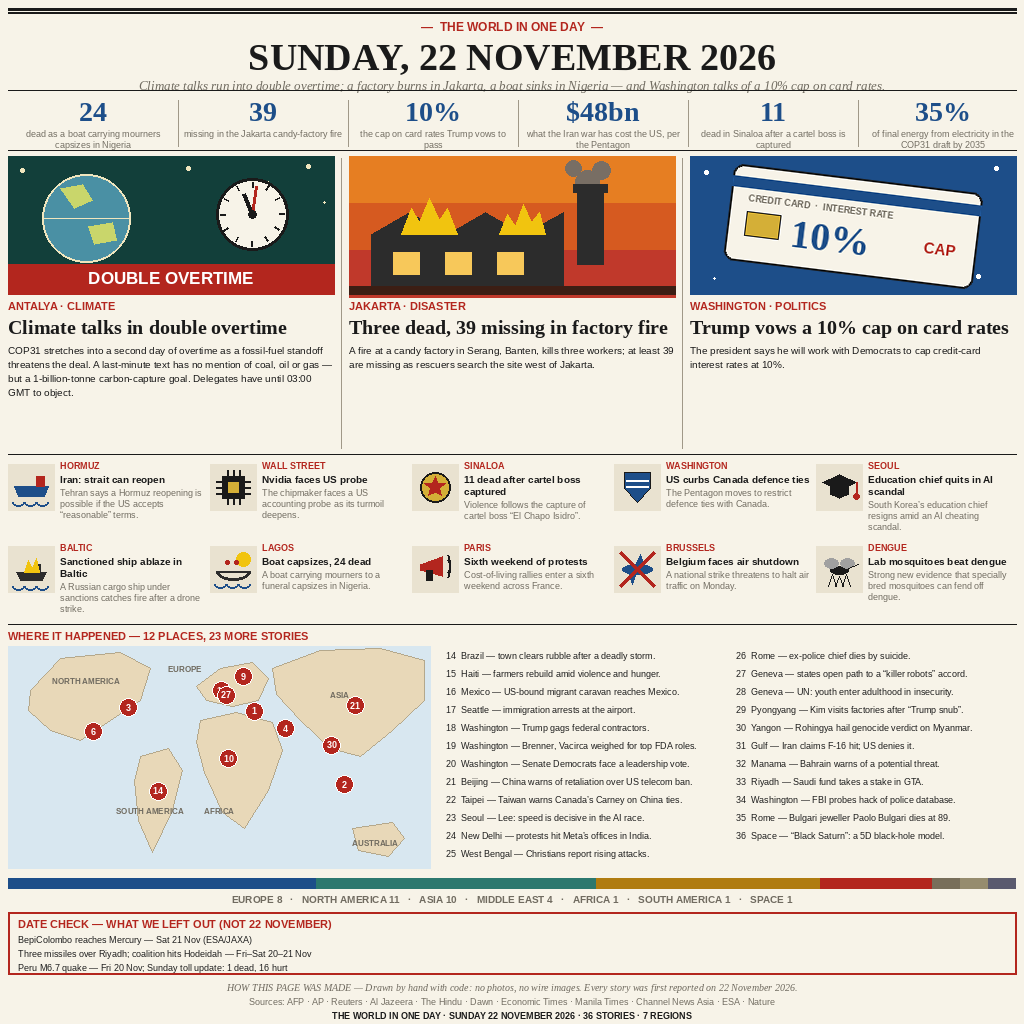 — THE WORLD IN ONE DAY —
SUNDAY, 22 NOVEMBER 2026
Climate talks run into double overtime; a factory burns in Jakarta, a boat sinks in Nigeria — and Washington talks of a 10% cap on card rates.
24
dead as a boat carrying mourners
capsizes in Nigeria
39
missing in the Jakarta candy-factory fire
10%
the cap on card rates Trump vows to
pass
$48bn
what the Iran war has cost the US, per
the Pentagon
11
dead in Sinaloa after a cartel boss is
captured
35%
of final energy from electricity in the
COP31 draft by 2035
DOUBLE OVERTIME
ANTALYA · CLIMATE
Climate talks in double overtime
COP31 stretches into a second day of overtime as a fossil-fuel standoff
threatens the deal. A last-minute text has no mention of coal, oil or gas —
but a 1-billion-tonne carbon-capture goal. Delegates have until 03:00
GMT to object.
JAKARTA · DISASTER
Three dead, 39 missing in factory fire
A fire at a candy factory in Serang, Banten, kills three workers; at least 39
are missing as rescuers search the site west of Jakarta.
CREDIT CARD · INTEREST RATE
10%
CAP
WASHINGTON · POLITICS
Trump vows a 10% cap on card rates
The president says he will work with Democrats to cap credit-card
interest rates at 10%.
HORMUZ
Iran: strait can reopen
Tehran says a Hormuz reopening is
possible if the US accepts
“reasonable” terms.
WALL STREET
Nvidia faces US probe
The chipmaker faces a US
accounting probe as its turmoil
deepens.
SINALOA
11 dead after cartel boss
captured
Violence follows the capture of
cartel boss “El Chapo Isidro”.
WASHINGTON
US curbs Canada defence ties
The Pentagon moves to restrict
defence ties with Canada.
SEOUL
Education chief quits in AI
scandal
South Korea’s education chief
resigns amid an AI cheating
scandal.
BALTIC
Sanctioned ship ablaze in
Baltic
A Russian cargo ship under
sanctions catches fire after a drone
strike.
LAGOS
Boat capsizes, 24 dead
A boat carrying mourners to a
funeral capsizes in Nigeria.
PARIS
Sixth weekend of protests
Cost-of-living rallies enter a sixth
weekend across France.
BRUSSELS
Belgium faces air shutdown
A national strike threatens to halt air
traffic on Monday.
DENGUE
Lab mosquitoes beat dengue
Strong new evidence that specially
bred mosquitoes can fend off
dengue.
WHERE IT HAPPENED — 12 PLACES, 23 MORE STORIES
NORTH AMERICA
EUROPE
ASIA
SOUTH AMERICA
AFRICA
AUSTRALIA
9
27
3
1
21
6
4
30
10
2
14
14 Brazil — town clears rubble after a deadly storm.
15 Haiti — farmers rebuild amid violence and hunger.
16 Mexico — US-bound migrant caravan reaches Mexico.
17 Seattle — immigration arrests at the airport.
18 Washington — Trump gags federal contractors.
19 Washington — Brenner, Vacirca weighed for top FDA roles.
20 Washington — Senate Democrats face a leadership vote.
21 Beijing — China warns of retaliation over US telecom ban.
22 Taipei — Taiwan warns Canada’s Carney on China ties.
23 Seoul — Lee: speed is decisive in the AI race.
24 New Delhi — protests hit Meta’s offices in India.
25 West Bengal — Christians report rising attacks.
26 Rome — ex-police chief dies by suicide.
27 Geneva — states open path to a “killer robots” accord.
28 Geneva — UN: youth enter adulthood in insecurity.
29 Pyongyang — Kim visits factories after “Trump snub”.
30 Yangon — Rohingya hail genocide verdict on Myanmar.
31 Gulf — Iran claims F-16 hit; US denies it.
32 Manama — Bahrain warns of a potential threat.
33 Riyadh — Saudi fund takes a stake in GTA.
34 Washington — FBI probes hack of police database.
35 Rome — Bulgari jeweller Paolo Bulgari dies at 89.
36 Space — “Black Saturn”: a 5D black-hole model.
EUROPE 8 · NORTH AMERICA 11 · ASIA 10 · MIDDLE EAST 4 · AFRICA 1 · SOUTH AMERICA 1 · SPACE 1
DATE CHECK — WHAT WE LEFT OUT (NOT 22 NOVEMBER)
BepiColombo reaches Mercury — Sat 21 Nov (ESA/JAXA)
Three missiles over Riyadh; coalition hits Hodeidah — Fri–Sat 20–21 Nov
Peru M6.7 quake — Fri 20 Nov; Sunday toll update: 1 dead, 16 hurt
HOW THIS PAGE WAS MADE — Drawn by hand with code: no photos, no wire images. Every story was first reported on 22 November 2026.
Sources: AFP · AP · Reuters · Al Jazeera · The Hindu · Dawn · Economic Times · Manila Times · Channel News Asia · ESA · Nature
THE WORLD IN ONE DAY · SUNDAY 22 NOVEMBER 2026 · 36 STORIES · 7 REGIONS